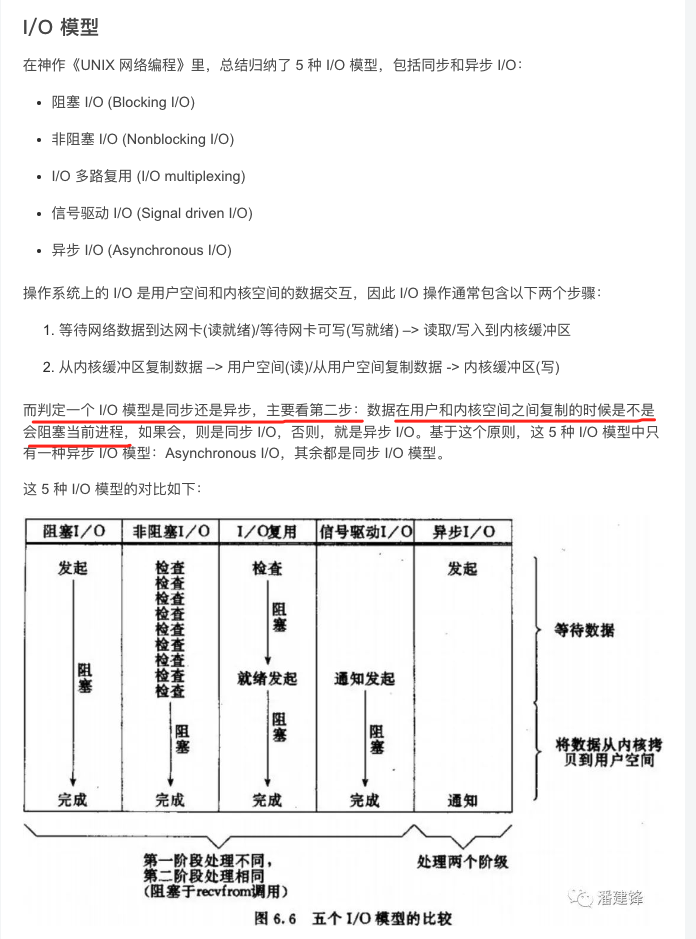 I/O 模型
在神作《UNIX 网络编程》里，总结归纳了 5 种 I/O 模型，包括同步和异步 I/O：
• 阻塞 I/O (Blocking I/O)
• 非阻塞 I/O (Nonblocking I/O)
• I/O 多路复用 (I/O multiplexing)
• 信号驱动 I/O (Signal driven I/O)
• 异步 I/O (Asynchronous I/O)
操作系统上的 I/O 是用户空间和内核空间的数据交互，因此 I/O 操作通常包含以下两个步骤：
1. 等待网络数据到达网卡(读就绪)/等待网卡可写(写就绪) –> 读取/写入到内核缓冲区
2. 从内核缓冲区复制数据 –> 用户空间(读)/从用户空间复制数据 -> 内核缓冲区(写)
而判定一个 I/O 模型是同步还是异步，主要看第二步：数据在用户和内核空间之间复制的时候是不是
会阻塞当前进程，如果会，则是同步 I/O，否则，就是异步 I/O。基于这个原则，这 5 种 I/O 模型中只
有一种异步 I/O 模型：Asynchronous I/O，其余都是同步 I/O 模型。
这 5 种 I/O 模型的对比如下：
阻塞I/O 非阻塞I/O I/O复用 信号驱动I/O 异步I/O
发起 检查 检查 发起
检查
检查
检查
检查
检查
检查
检查
检查
阻塞
阻塞
等待数据
就绪发起 通知发起
阻塞
阻塞
阻塞
将数据从内核拷
贝到用户空间
完成 完成 完成 完成 通知
第一阶段处理不同，
第二阶段处理相同
(阻塞于recvfrom调用)
处理两个阶级
潘建锋
图 6.6 五个 I/O 模型的比较